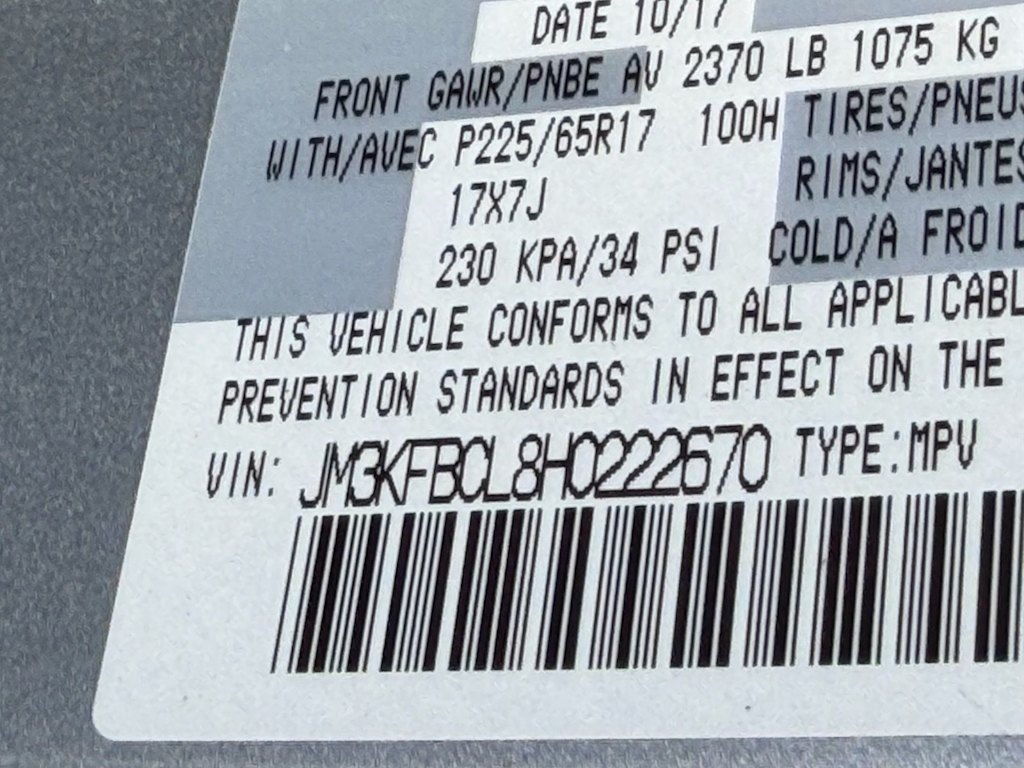 DATE 10/17
FRONT GAWR/PNBE AV 2370 LB 1075 KG
WITH/AVEC P225/65R17 100H TIRES/PNEUS
17X7J RIMS/JANTES
230 KPA/34 PSI COLD/A FROID
THIS VEHICLE CONFORMS TO ALL APPLICABL
PREVENTION STANDARDS IN EFFECT ON THE
VIN: JM3KFBCL8H0222670 TYPE:MPV